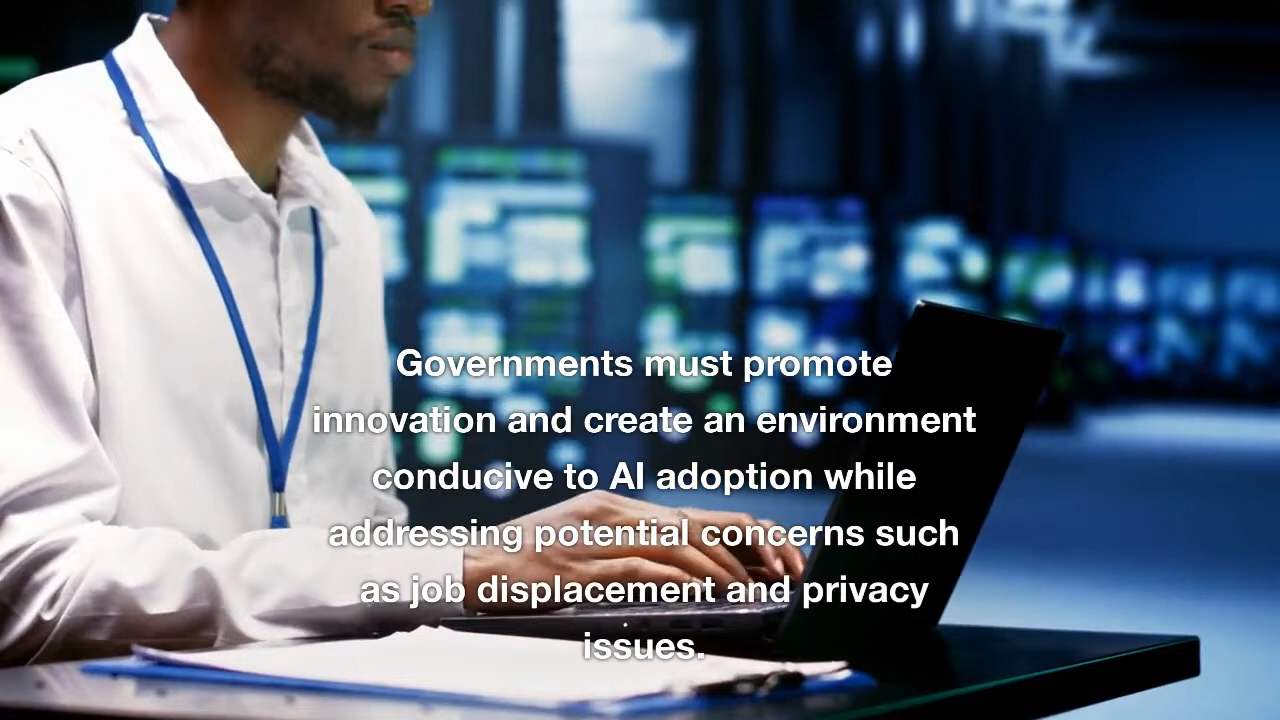 Governments must promote
innovation and create an environment
conducive to AI adoption while
addressing potential concerns such
as job displacement and privacy
issues.